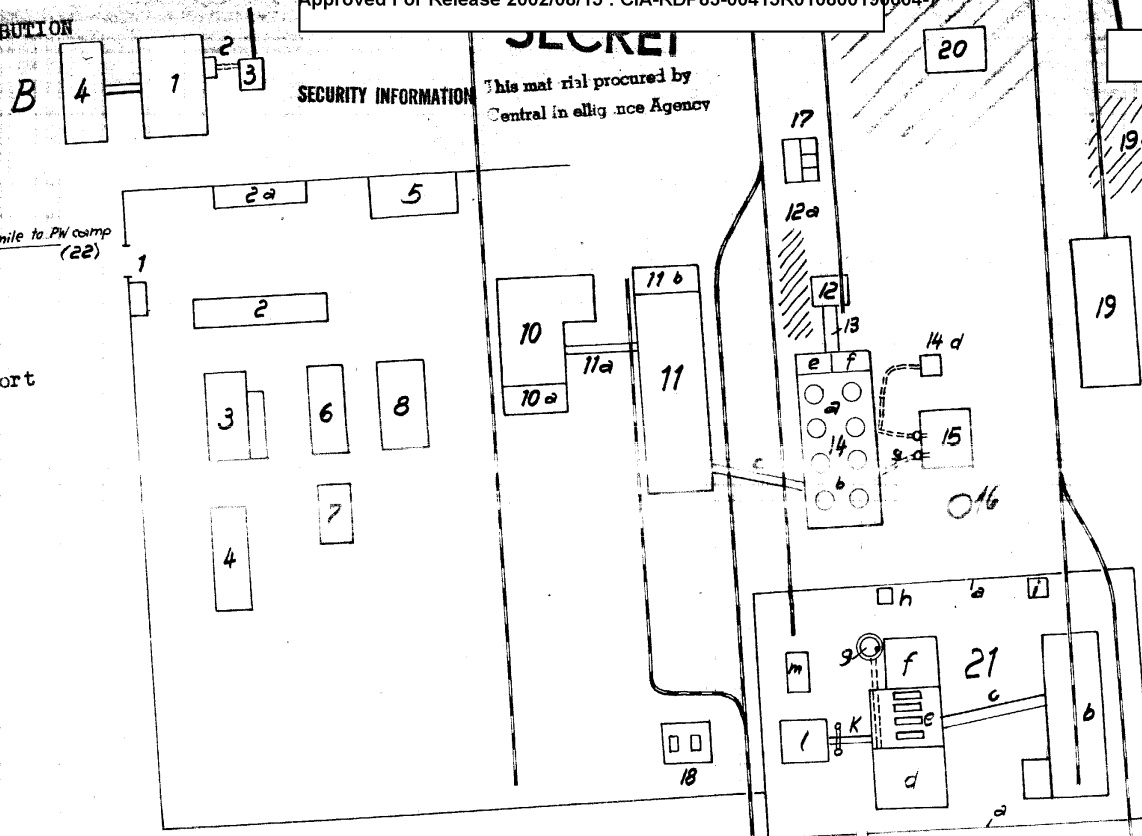 Approved For Release 2002/08/15 : CIA-RDP83-00415R010800190004-
BUTION
SECRET
SECURITY INFORMATION
This mat rial procured by
Central in ellig .nce Agency
B
4
1
2
3
20
17
19
2a
5
mile to PW camp
(22)
1
12a
11 b
12
13
19
2
10
11a
11
e
f
14 d
ort
3
6
8
10a
a
14
15
c
b
g
16
7
4
h
a
i
m
g
f
21
c
l
K
e
b
18
d
a